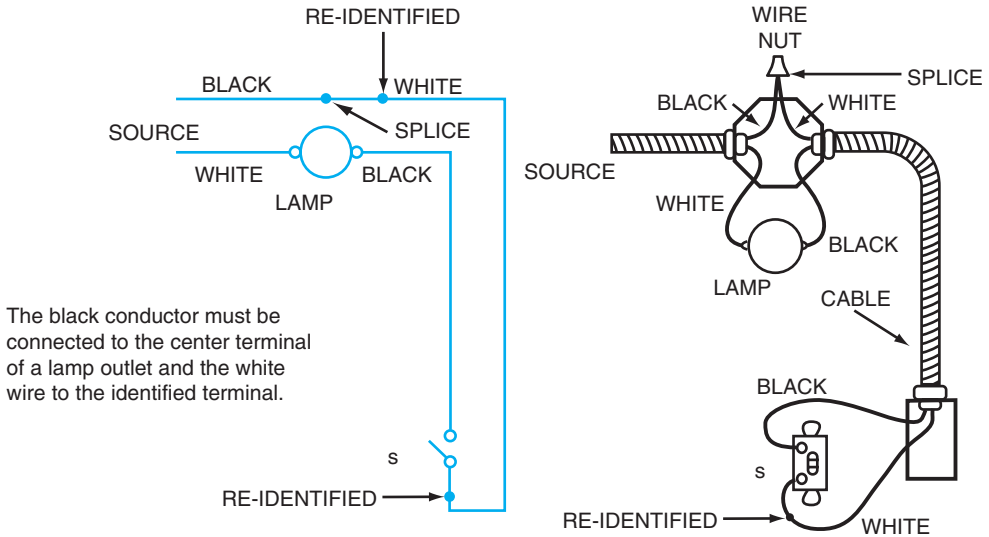 RE-IDENTIFIED
BLACK
WHITE
SPLICE
SOURCE
WHITE
BLACK
LAMP
The black conductor must be
connected to the center terminal
of a lamp outlet and the white
wire to the identified terminal.
s
RE-IDENTIFIED
WIRE
NUT
SPLICE
BLACK
WHITE
SOURCE
WHITE
BLACK
LAMP
CABLE
BLACK
s
RE-IDENTIFIED
WHITE